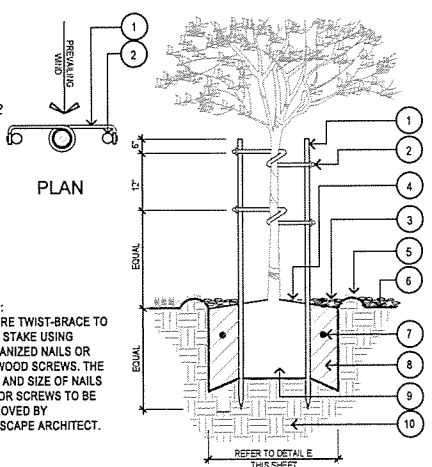 PREVAILING
WIND
1
2
PLAN
6"
12"
EQUAL
EQUAL
1
2
4
3
5
6
7
8
9
10
:
RE TWIST-BRACE TO
STAKE USING
ANIZED NAILS OR
WOOD SCREWS. THE
AND SIZE OF NAILS
OR SCREWS TO BE
OVED BY
SCAPE ARCHITECT.
REFER TO DETAIL E
THIS SHEET